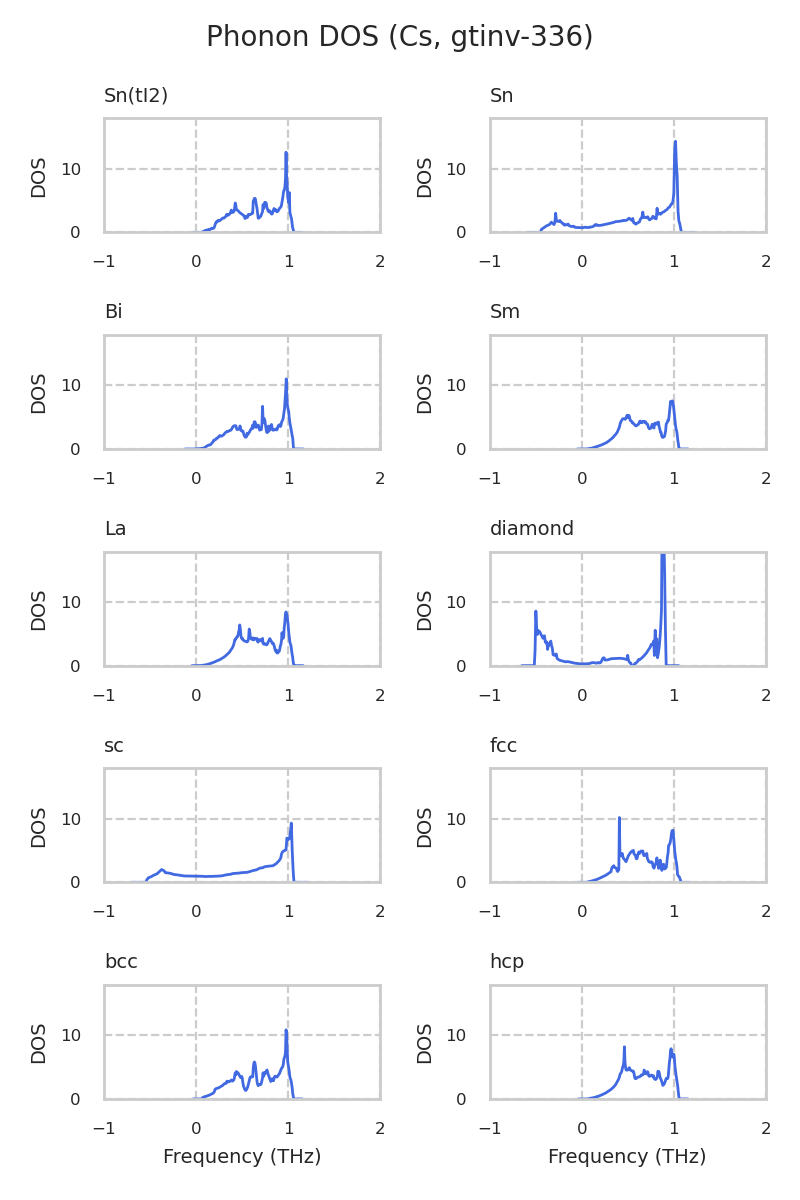 Phonon DOS (Cs, gtinv-336)
Sn(tI2)
Sn
DOS
10
0
−1 0 1 2
DOS
10
0
−1 0 1 2
Bi
Sm
DOS
10
0
−1 0 1 2
DOS
10
0
−1 0 1 2
La
diamond
DOS
10
0
−1 0 1 2
DOS
10
0
−1 0 1 2
sc
fcc
DOS
10
0
−1 0 1 2
DOS
10
0
−1 0 1 2
bcc
hcp
DOS
10
0
−1 0 1 2
Frequency (THz)
DOS
10
0
−1 0 1 2
Frequency (THz)